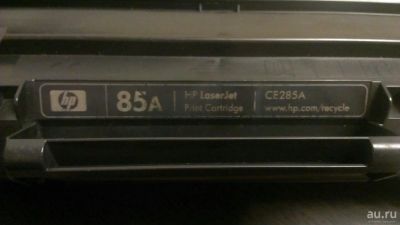 hp 85A HP LaserJet CE285A
Print Cartridge www.hp.com/recycle
au.ru